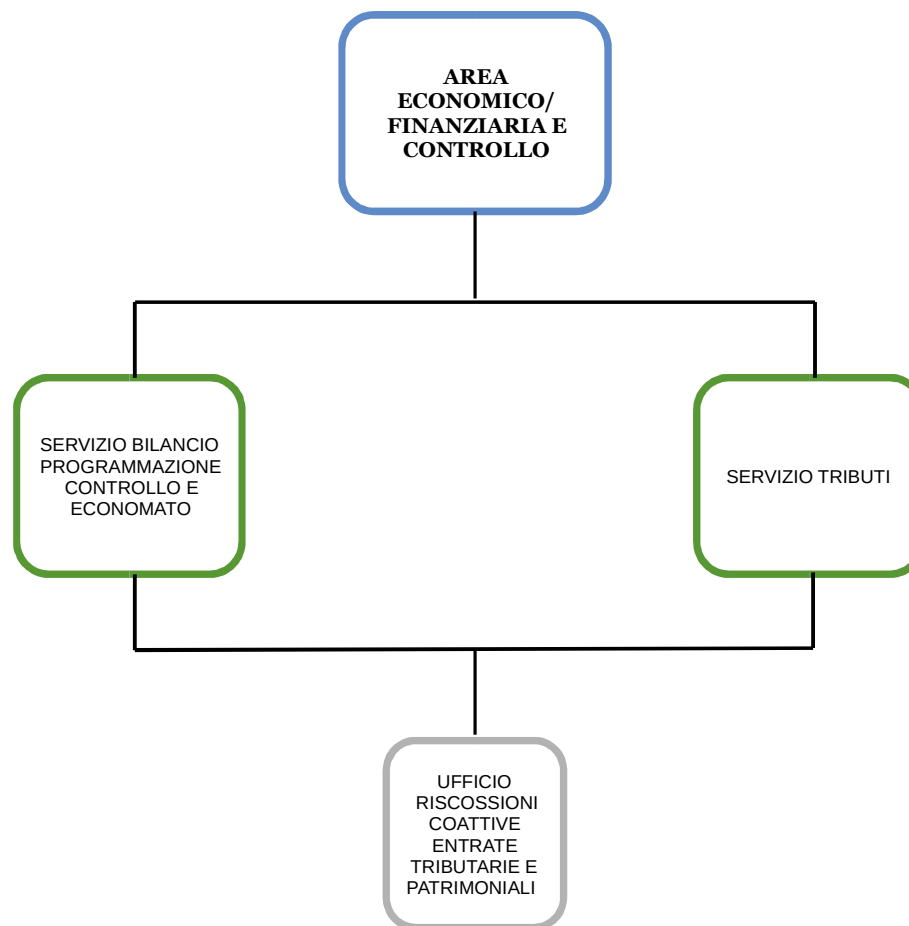 AREA
ECONOMICO/
FINANZIARIA E
CONTROLLO
SERVIZIO BILANCIO
PROGRAMMAZIONE
CONTROLLO E
ECONOMATO
SERVIZIO TRIBUTI
UFFICIO
RISCOSSIONI
COATTIVE
ENTRATE
TRIBUTARIE E
PATRIMONIALI